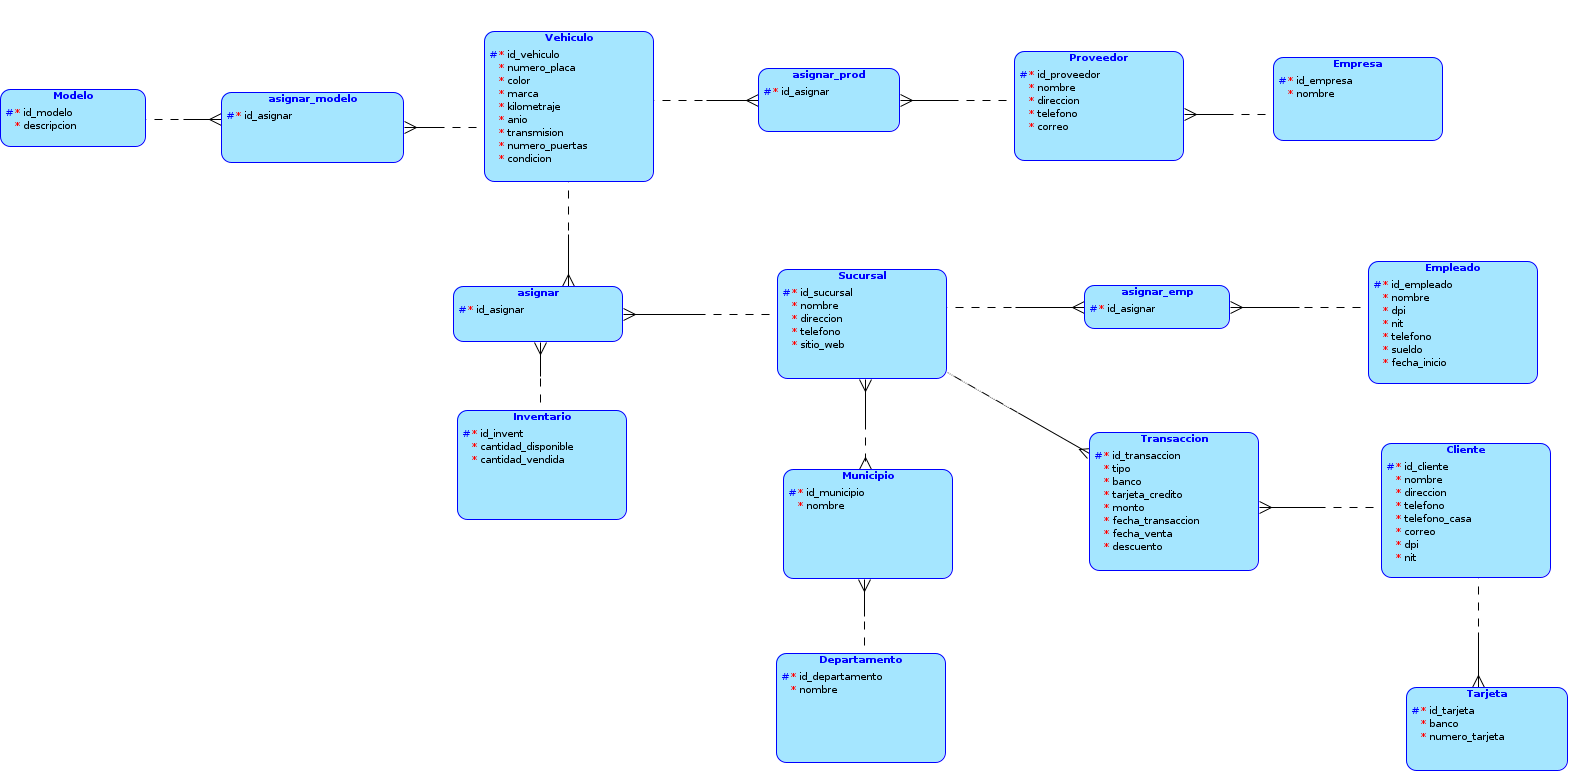 Vehiculo
#* id_vehiculo
* numero_placa
* color
* marca
* kilometraje
* anio
* transmision
* numero_puertas
* condicion
asignar_prod
#* id_asignar
Proveedor
#* id_proveedor
* nombre
* direccion
* telefono
* correo
Empresa
#* id_empresa
* nombre
Modelo
#* id_modelo
* descripcion
asignar_modelo
#* id_asignar
asignar
#* id_asignar
Sucursal
#* id_sucursal
* nombre
* direccion
* telefono
* sitio_web
asignar_emp
#* id_asignar
Empleado
#* id_empleado
* nombre
* dpi
* nit
* telefono
* sueldo
* fecha_inicio
Inventario
#* id_invent
* cantidad_disponible
* cantidad_vendida
Municipio
#* id_municipio
* nombre
Transaccion
#* id_transaccion
* tipo
* banco
* tarjeta_credito
* monto
* fecha_transaccion
* fecha_venta
* descuento
Cliente
#* id_cliente
* nombre
* direccion
* telefono
* telefono_casa
* correo
* dpi
* nit
Departamento
#* id_departamento
* nombre
Tarjeta
#* id_tarjeta
* banco
* numero_tarjeta